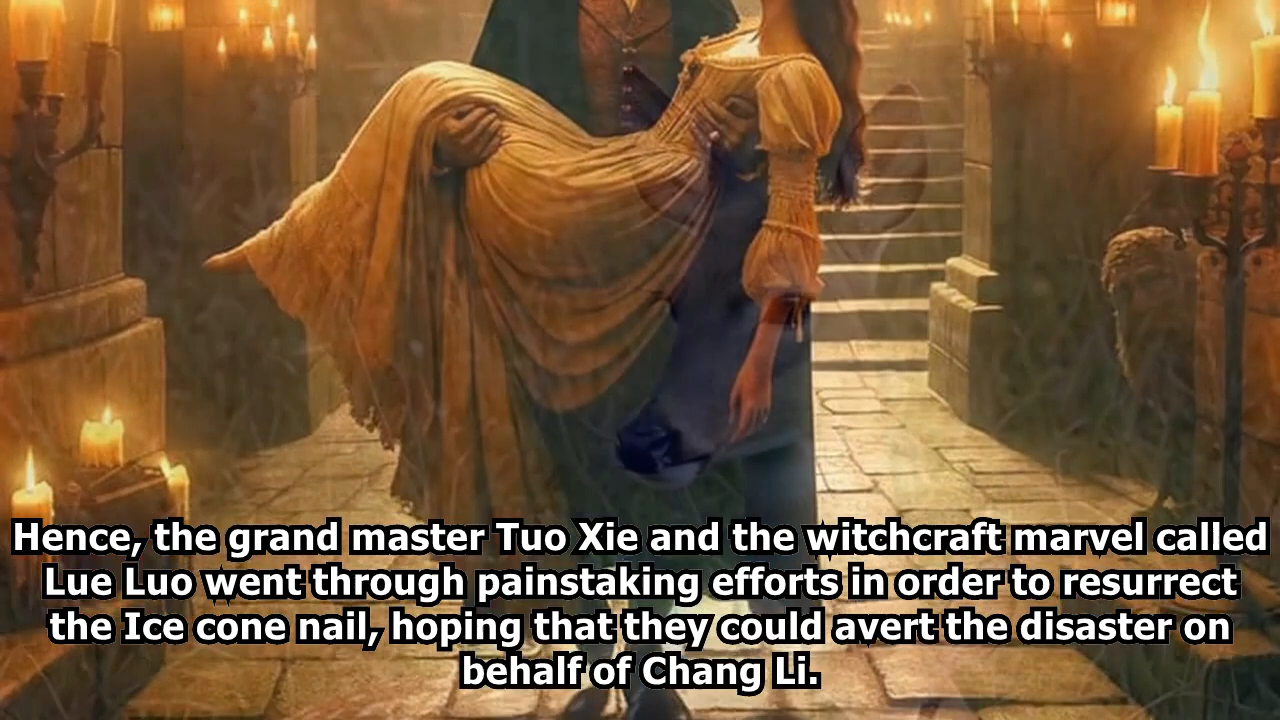 Hence, the grand master Tuo Xie and the witchcraft marvel called
Lue Luo went through painstaking efforts in order to resurrect
the Ice cone nail, hoping that they could avert the disaster on
behalf of Chang Li.